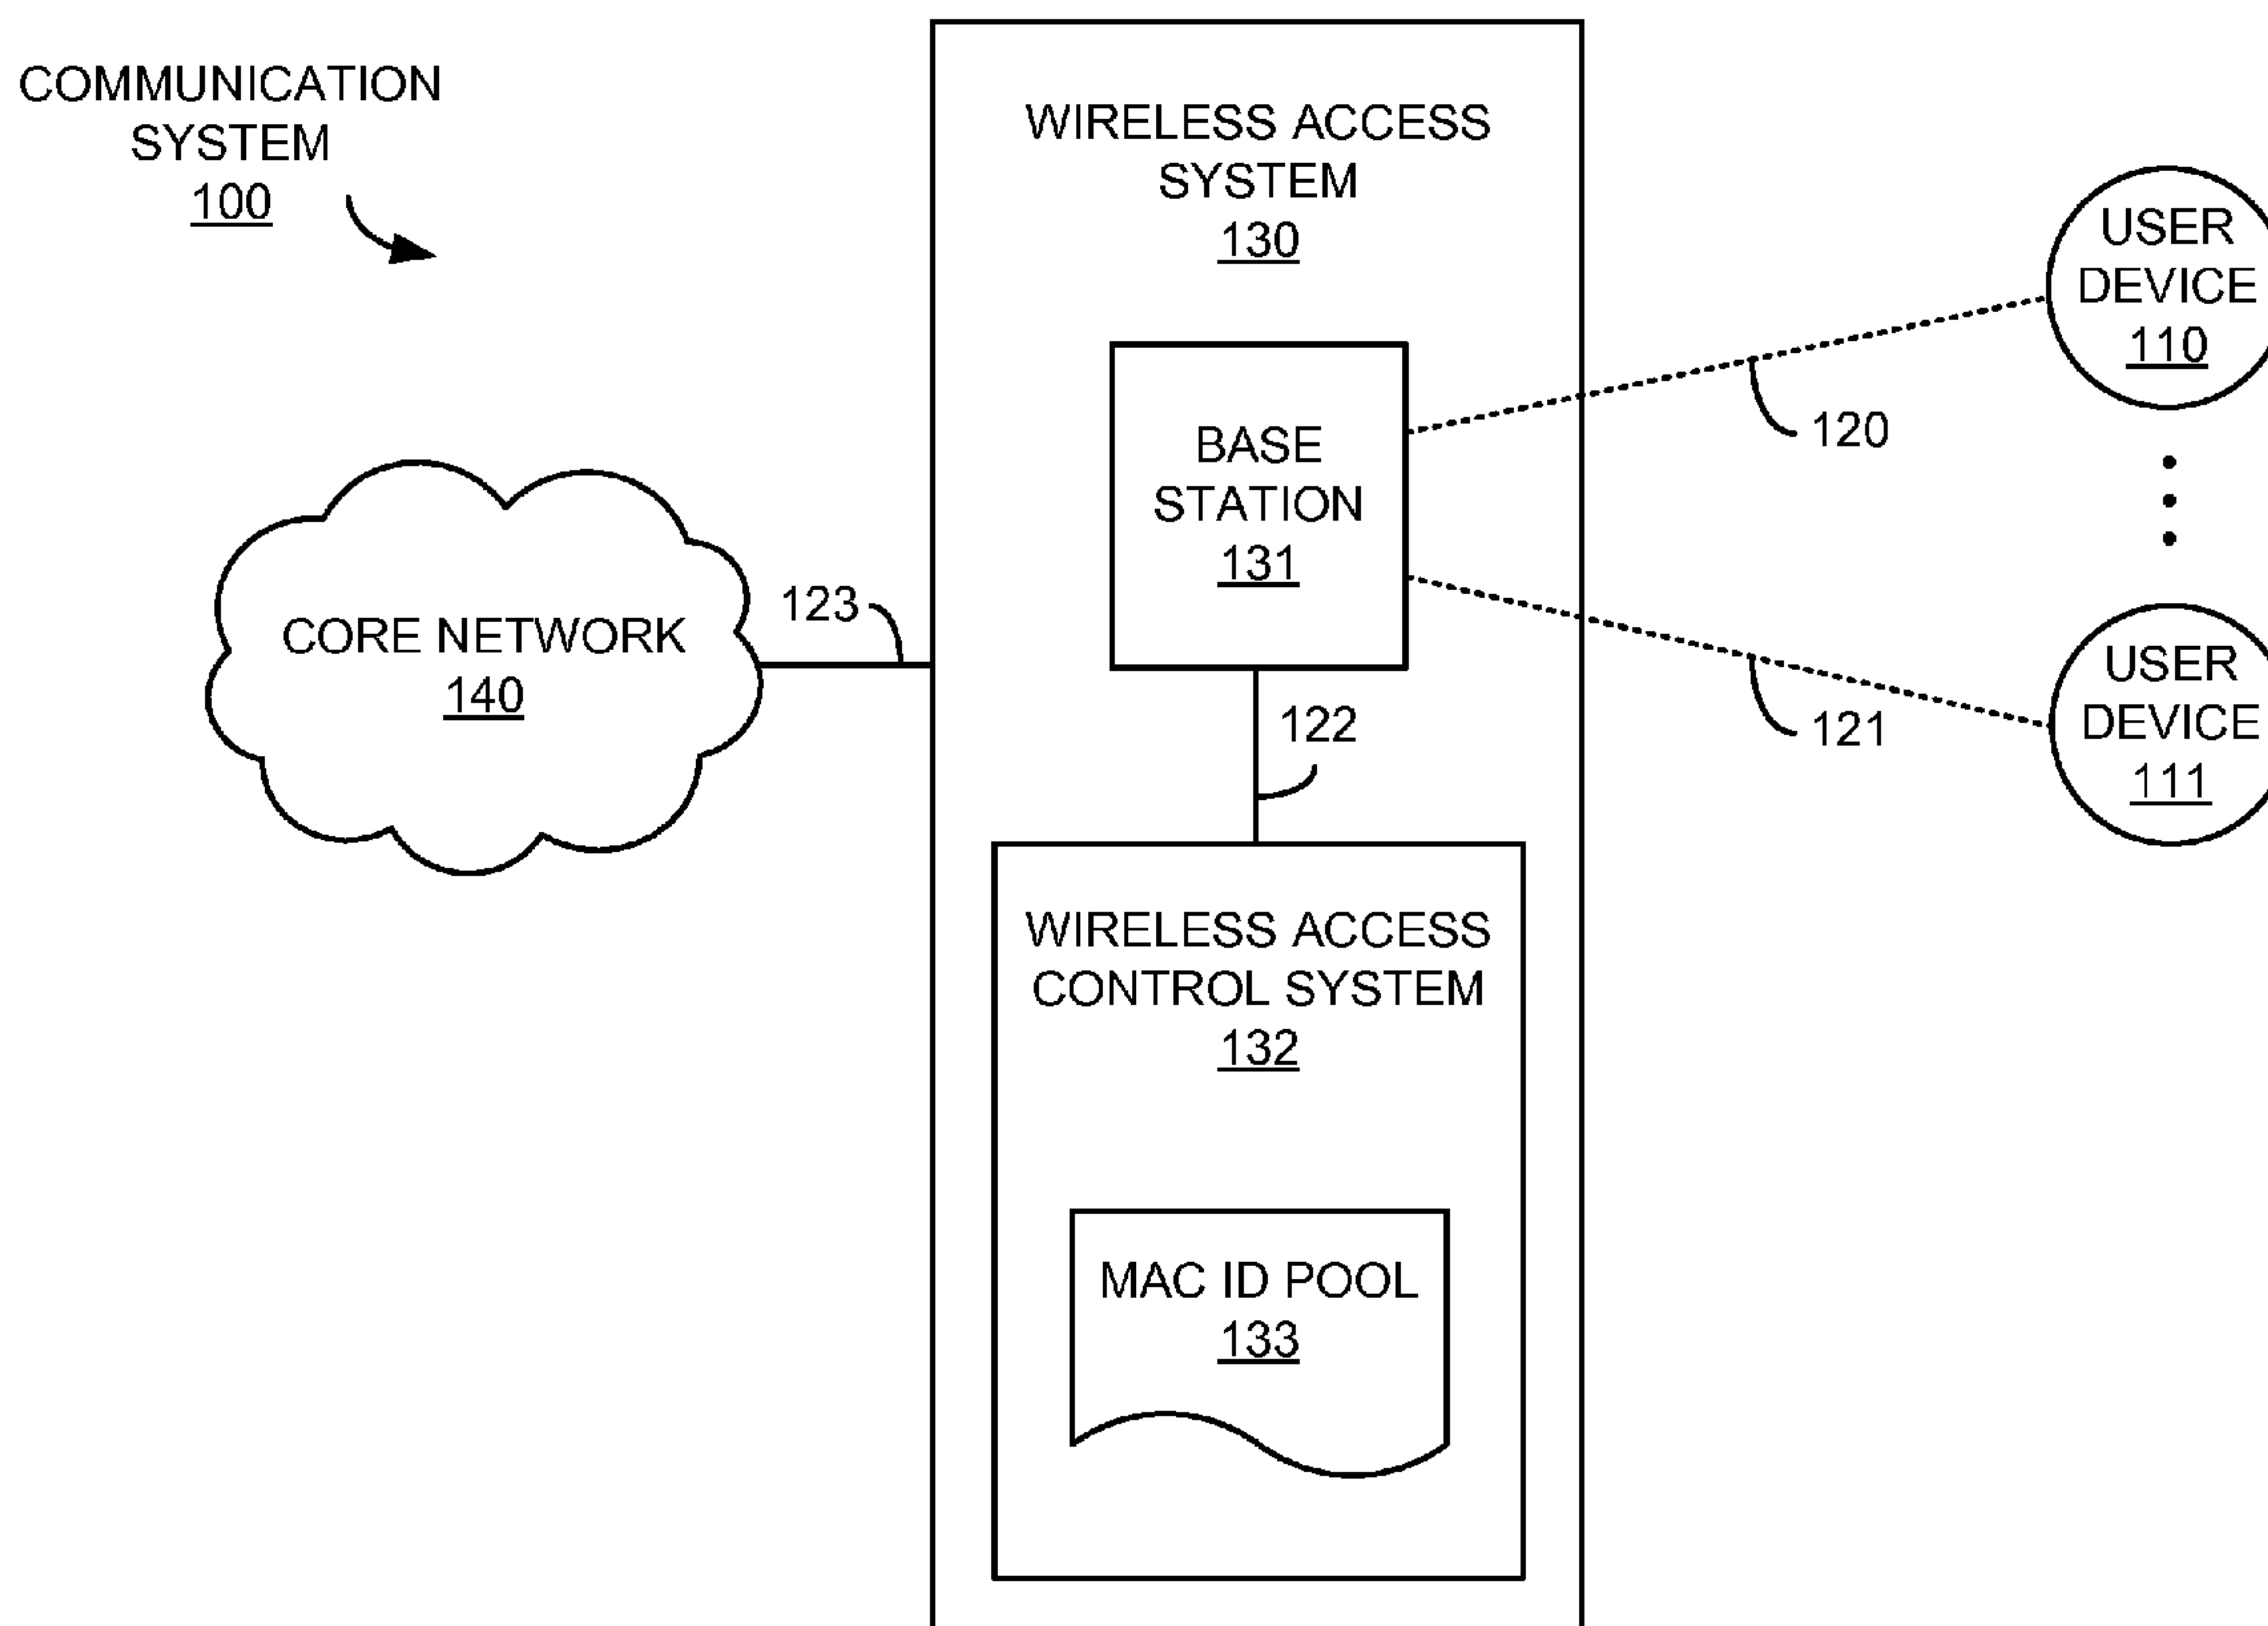 COMMUNICATION
SYSTEM
100
WIRELESS ACCESS
SYSTEM
130
USER
DEVICE
110
120
BASE
STATION
131
CORE NETWORK
140
123
122
USER
DEVICE
111
121
WIRELESS ACCESS
CONTROL SYSTEM
132
MAC ID POOL
133